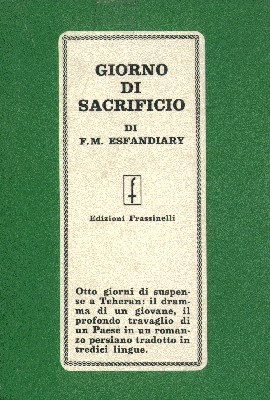 GIORNO
DI
SACRIFICIO
DI
F. M. ESFANDIARY
f
Edizioni Frassinelli
Otto giorni di suspen-
se a Teheran: il dram-
ma di un giovane, il
profondo travaglio di
un Paese in un roman-
zo persiano tradotto in
tredici lingue.